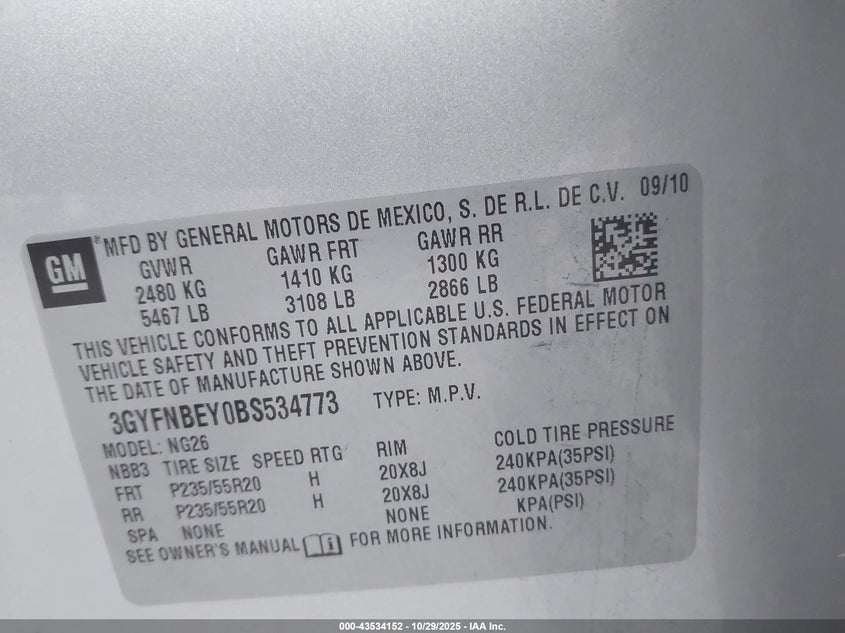 GM
® MFD BY GENERAL MOTORS DE MEXICO, S. DE R.L. DE C.V. 09/10
GVWR GAWR FRT GAWR RR
2480 KG 1410 KG 1300 KG
5467 LB 3108 LB 2866 LB
THIS VEHICLE CONFORMS TO ALL APPLICABLE U.S. FEDERAL MOTOR
VEHICLE SAFETY AND THEFT PREVENTION STANDARDS IN EFFECT ON
THE DATE OF MANUFACTURE SHOWN ABOVE.
3GYFNBEY0BS534773 TYPE: M.P.V.
MODEL: NG26
NBB3 TIRE SIZE SPEED RTG RIM COLD TIRE PRESSURE
FRT P235/55R20 H 20X8J 240KPA(35PSI)
RR P235/55R20 H 20X8J 240KPA(35PSI)
SPA NONE NONE KPA(PSI)
SEE OWNER'S MANUAL i FOR MORE INFORMATION.
000-43534152 | 10/29/2025 - IAA Inc.